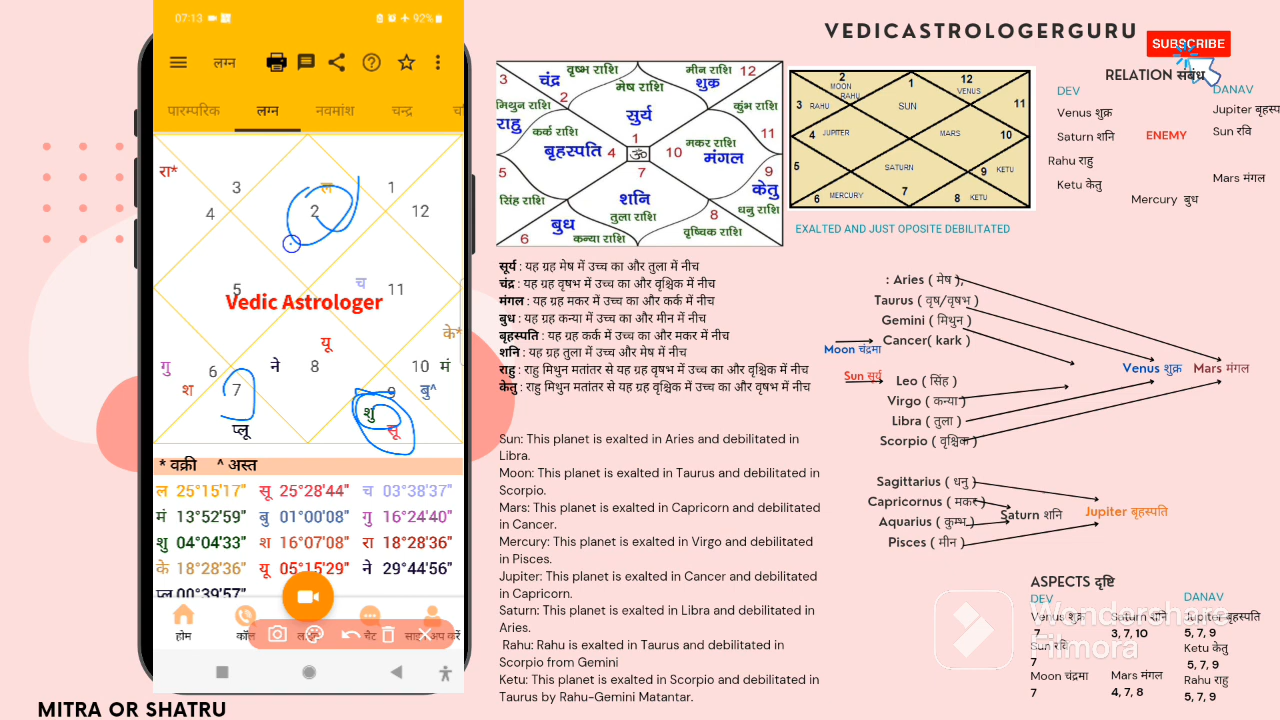 VEDICASTROLOGERGURU
SUBSCRIBE
07:13
92%
लग्न
पारम्परिक लग्न नवमांश चन्द्र
रा*
3
ल
2
1
4
12
5
च
11
Vedic Astrologer
के*
यू
गु
6
ने
8
10
मं
श
7
9
बु^
शु
प्लू
सू
* वक्री ^ अस्त
ल 25°15'17" सू 25°28'44" च 03°38'37"
मं 13°52'59" बु 01°00'08" गु 16°24'40"
शु 04°04'33" श 16°07'08" रा 18°28'36"
के 18°28'36" यू 05°15'29" ने 29°44'56"
प्ल 00°39'57"
होम
चैट
MITRA OR SHATRU
3
चंद्र
वृष्भ राशि
मीन राशि
12
2
मेष राशि
शुक्र
मिथुन राशि
कुंभ राशि
राहु
सूर्य
कर्क राशि
11
बृहस्पति
4
1
ॐ
10
मकर राशि
मंगल
7
5
9
केतु
सिंह राशि
शनि
धनु राशि
बुध
तुला राशि
8
6
कन्या राशि
वृष्चिक राशि
2
MOON
RAHU
1
12
VENUS
3 RAHU
SUN
11
4 JUPITER
MARS
10
5
SATURN
9 KETU
6 MERCURY
7
8 KETU
EXALTED AND JUST OPOSITE DEBILITATED
RELATION संबंध
DEV
DANAV
Venus शुक्र
Jupiter बृहस्प
Saturn शनि
ENEMY
Sun रवि
Rahu राहु
Ketu केतु
Mars मंगल
Mercury बुध
सूर्य : यह ग्रह मेष में उच्च का और तुला में नीच
चंद्र : यह ग्रह वृषभ में उच्च का और वृश्चिक में नीच
मंगल : यह ग्रह मकर में उच्च का और कर्क में नीच
बुध : यह ग्रह कन्या में उच्च का और मीन में नीच
बृहस्पति : यह ग्रह कर्क में उच्च का और मकर में नीच
शनि : यह ग्रह तुला में उच्च का और मेष में नीच
राहु : राहु मिथुन मतांतर से यह ग्रह वृषभ में उच्च का और वृश्चिक में नीच
केतु : राहु मिथुन मतांतर से यह ग्रह वृश्चिक में उच्च का और वृषभ में नीच
Sun: This planet is exalted in Aries and debilitated in
Libra.
Moon: This planet is exalted in Taurus and debilitated in
Scorpio.
Mars: This planet is exalted in Capricorn and debilitated
in Cancer.
Mercury: This planet is exalted in Virgo and debilitated
in Pisces.
Jupiter: This planet is exalted in Cancer and debilitated
in Capricorn.
Saturn: This planet is exalted in Libra and debilitated in
Aries.
Rahu: Rahu is exalted in Taurus and debilitated in
Scorpio from Gemini
Ketu: This planet is exalted in Scorpio and debilitated in
Taurus by Rahu-Gemini Matantar.
: Aries ( मेष ),
Taurus ( वृष/वृषभ )
Gemini ( मिथुन )
Cancer( kark )
Moon चंद्रमा
Venus शुक्र Mars मंगल
Sun सूर्य
Leo ( सिंह )
Virgo ( कन्या )
Libra ( तुला )
Scorpio ( वृश्चिक )
Sagittarius ( धनु )
Capricornus ( मकर )
Saturn शनि
Jupiter बृहस्पति
Aquarius ( कुम्भ )
Pisces ( मीन )
ASPECTS दृष्टि
DEV
DANAV
Venus शुक्र
7
Saturn शनि
3, 7, 10
Jupiter बृहस्पति
5, 7, 9
Sun रवि
7
Ketu केतु
5, 7, 9
Moon चंद्रमा
7
Mars मंगल
4, 7, 8
Rahu राहु
5, 7, 9
Wondershare
Filmora